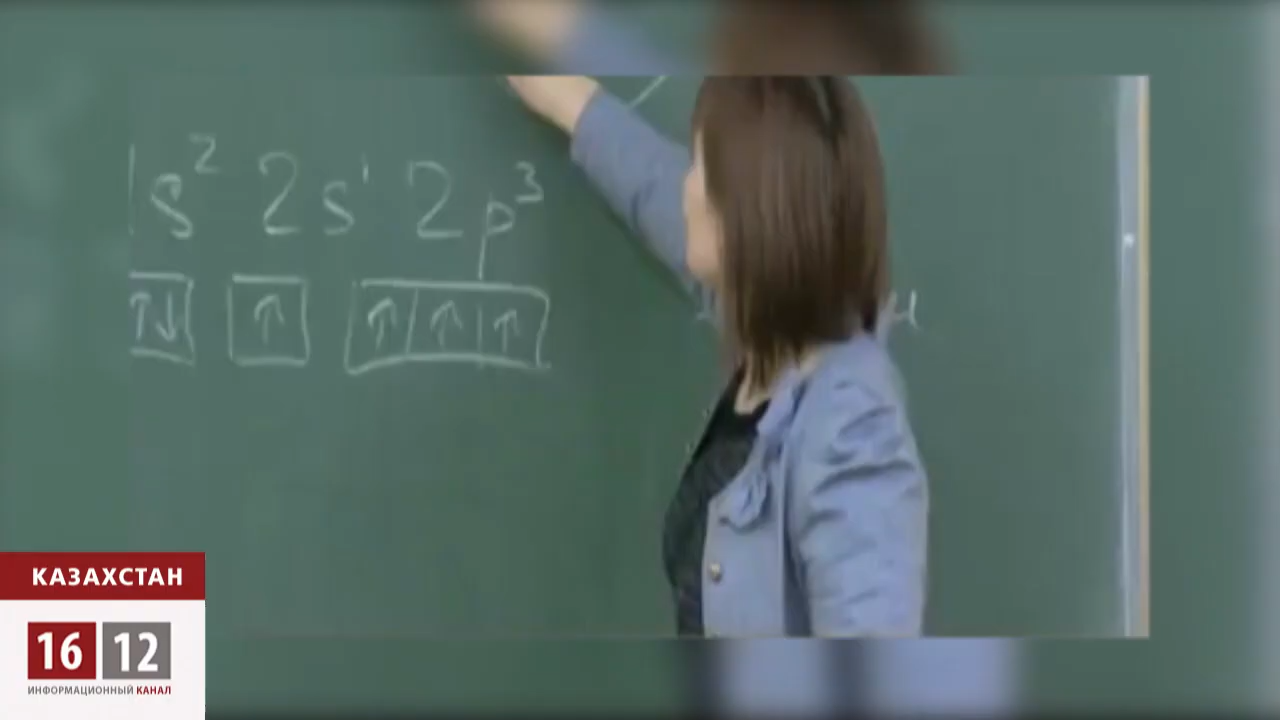 1s² 2s¹ 2p³
↑↓ ↑ ↑ ↑ ↑
КАЗАХСТАН
16 12
ИНФОРМАЦИОННЫЙ КАНАЛ